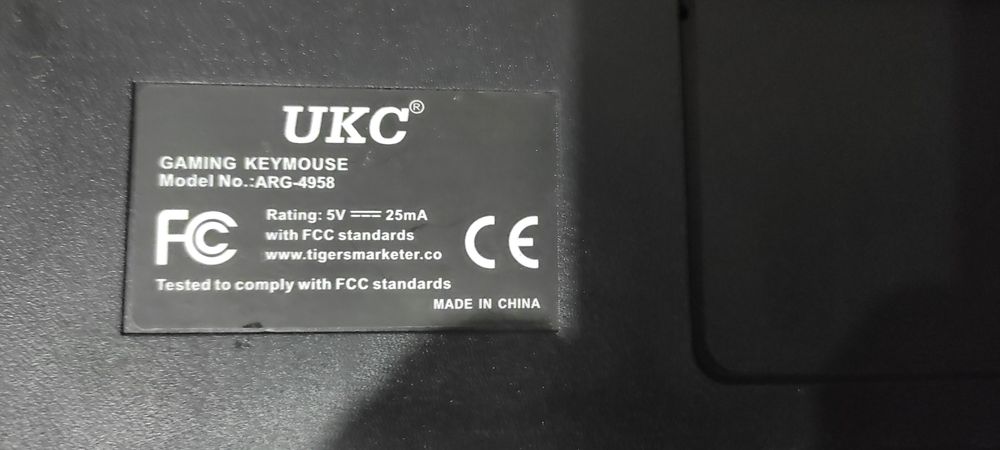 UKC®
GAMING KEYMOUSE
Model No.:ARG-4958
FC
Rating: 5V ⎓ 25mA
with FCC standards
www.tigersmarketer.co
CE
Tested to comply with FCC standards
MADE IN CHINA